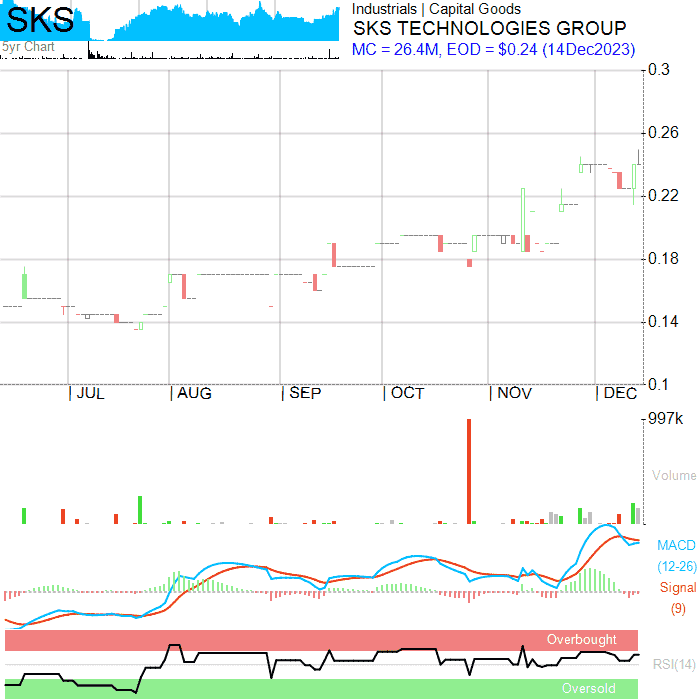 SKS
5yr Chart
Industrials | Capital Goods
SKS TECHNOLOGIES GROUP
MC = 26.4M, EOD = $0.24 (14Dec2023)
0.3
0.26
0.22
0.18
0.14
0.1
| JUL | AUG | SEP | OCT | NOV | DEC
997k
Volume
MACD
(12-26)
Signal
(9)
Overbought
RSI(14)
Oversold